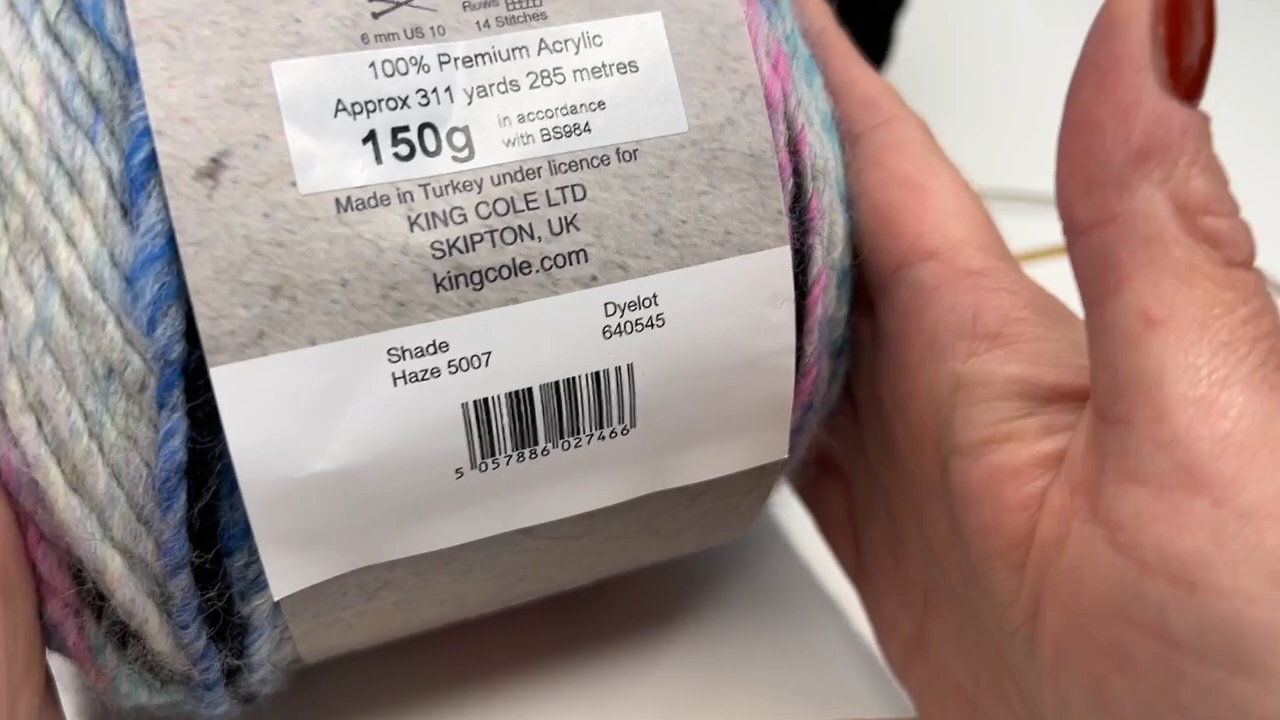 Rows
6 mm US 10
14 Stitches
100% Premium Acrylic
Approx 311 yards 285 metres
150g
in accordance
with BS984
Made in Turkey under licence for
KING COLE LTD
SKIPTON, UK
kingcole.com
Shade
Haze 5007
Dyelot
640545
5 057886 027466